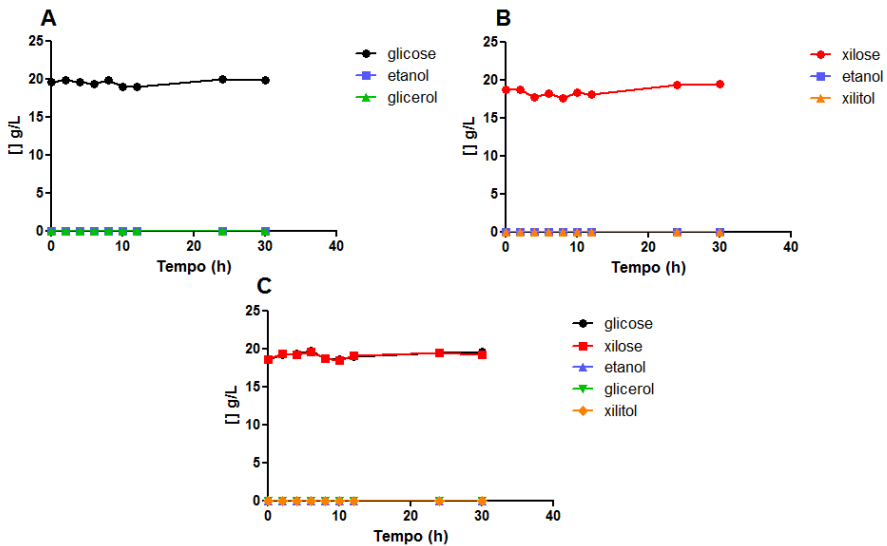 A
25
20
15
10
5
0
[] g/L
0 10 20 30 40
Tempo (h)
glicose
etanol
glicerol
B
25
20
15
10
5
0
[] g/L
0 10 20 30 40
Tempo (h)
xilose
etanol
xilitol
C
25
20
15
10
5
0
[] g/L
0 10 20 30 40
Tempo (h)
glicose
xilose
etanol
glicerol
xilitol